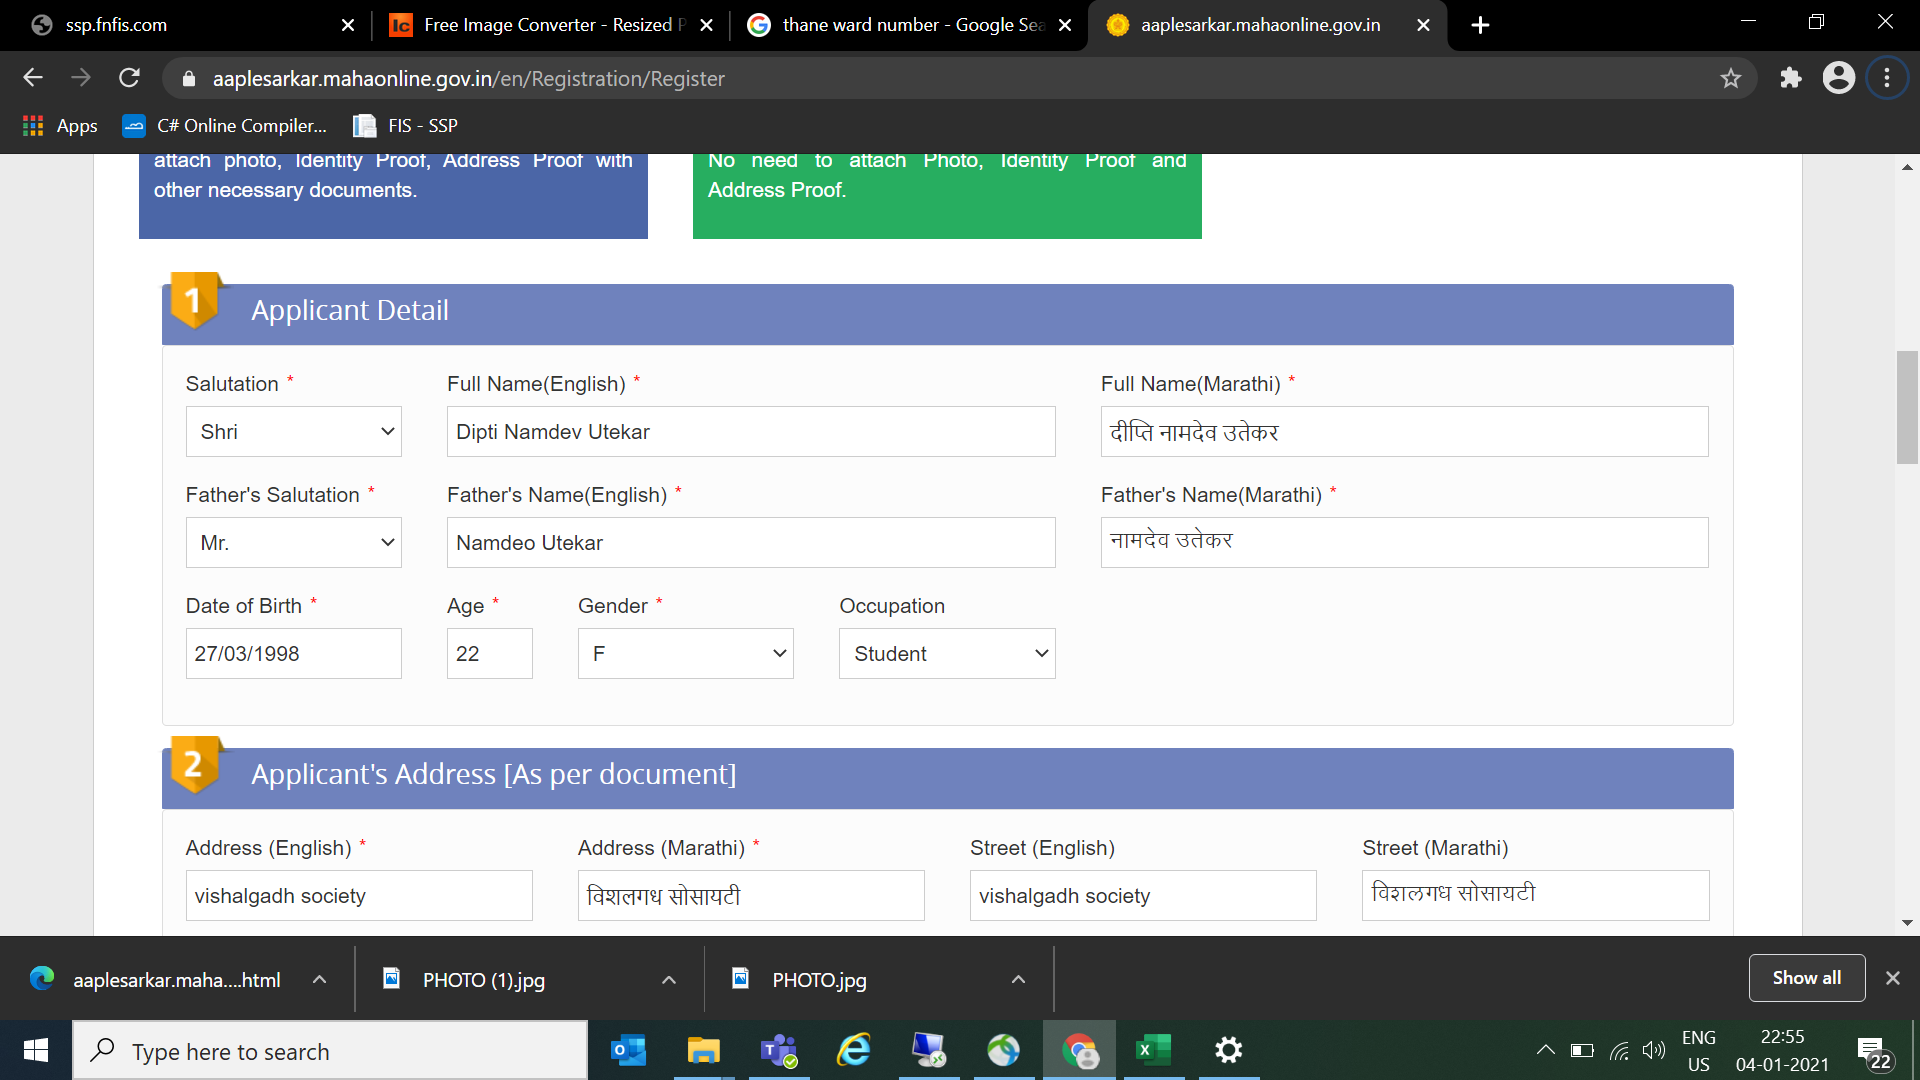 ssp.fnfis.com
Free Image Converter - Resized P
thane ward number - Google Sea
aaplesarkar.mahaonline.gov.in
aaplesarkar.mahaonline.gov.in/en/Registration/Register
Apps
C# Online Compiler...
FIS - SSP
attach photo, Identity Proof, Address Proof with
other necessary documents.
No need to attach Photo, Identity Proof and
Address Proof.
1
Applicant Detail
Salutation *
Full Name(English) *
Full Name(Marathi) *
Shri
Dipti Namdev Utekar
दीप्ति नामदेव उतेकर
Father's Salutation *
Father's Name(English) *
Father's Name(Marathi) *
Mr.
Namdeo Utekar
नामदेव उतेकर
Date of Birth *
Age *
Gender *
Occupation
27/03/1998
22
F
Student
2
Applicant's Address [As per document]
Address (English) *
Address (Marathi) *
Street (English)
Street (Marathi)
vishalgadh society
विशलगध सोसायटी
vishalgadh society
विशलगध सोसायटी
aaplesarkar.maha....html
PHOTO (1).jpg
PHOTO.jpg
Show all
Type here to search
ENG
US
22:55
04-01-2021
22